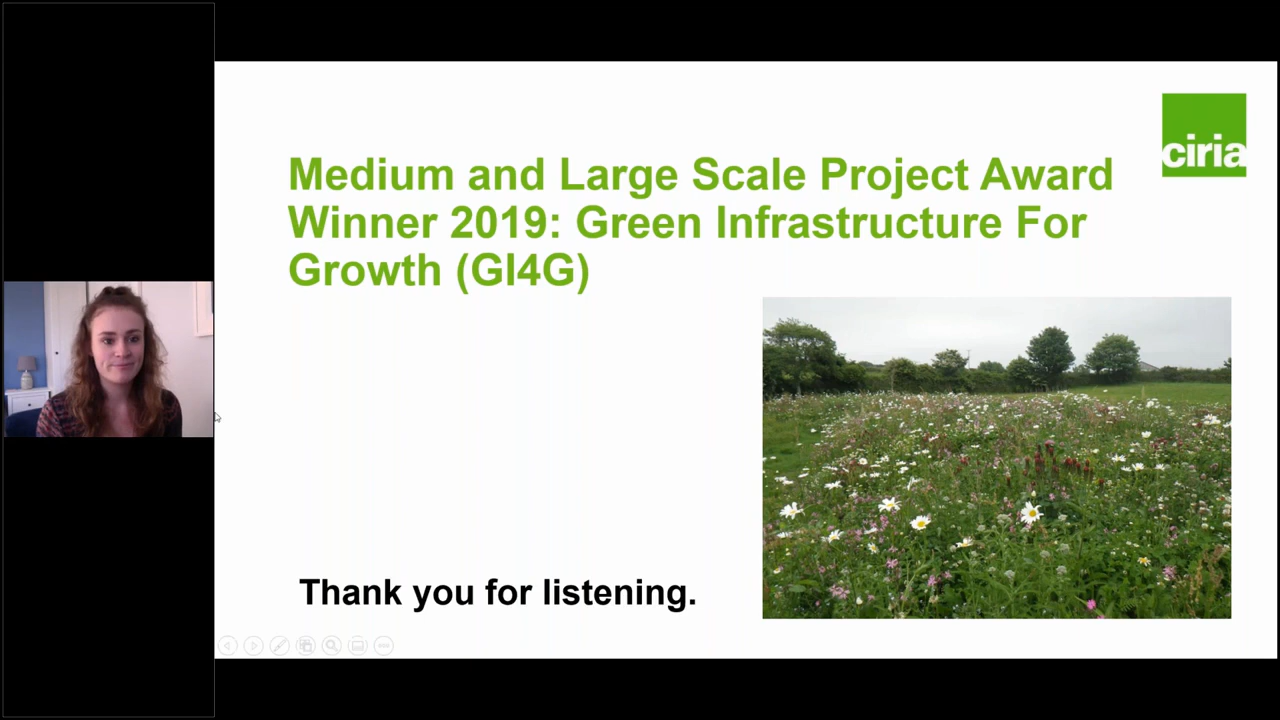 ciria
Medium and Large Scale Project Award
Winner 2019: Green Infrastructure For
Growth (GI4G)
Thank you for listening.